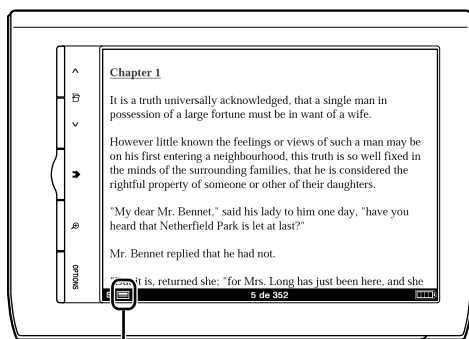 Chapter 1
It is a truth universally acknowledged, that a single man in
possession of a large fortune must be in want of a wife.
However little known the feelings or views of such a man may be
on his first entering a neighbourhood, this truth is so well fixed in
the minds of the surrounding families, that he is considered the
rightful property of someone or other of their daughters.
"My dear Mr. Bennet," said his lady to him one day, "have you
heard that Netherfield Park is let at last?"
Mr. Bennet replied that he had not.
it is, returned she; "for Mrs. Long has just been here, and she
S
5 de 352
OPTIONS